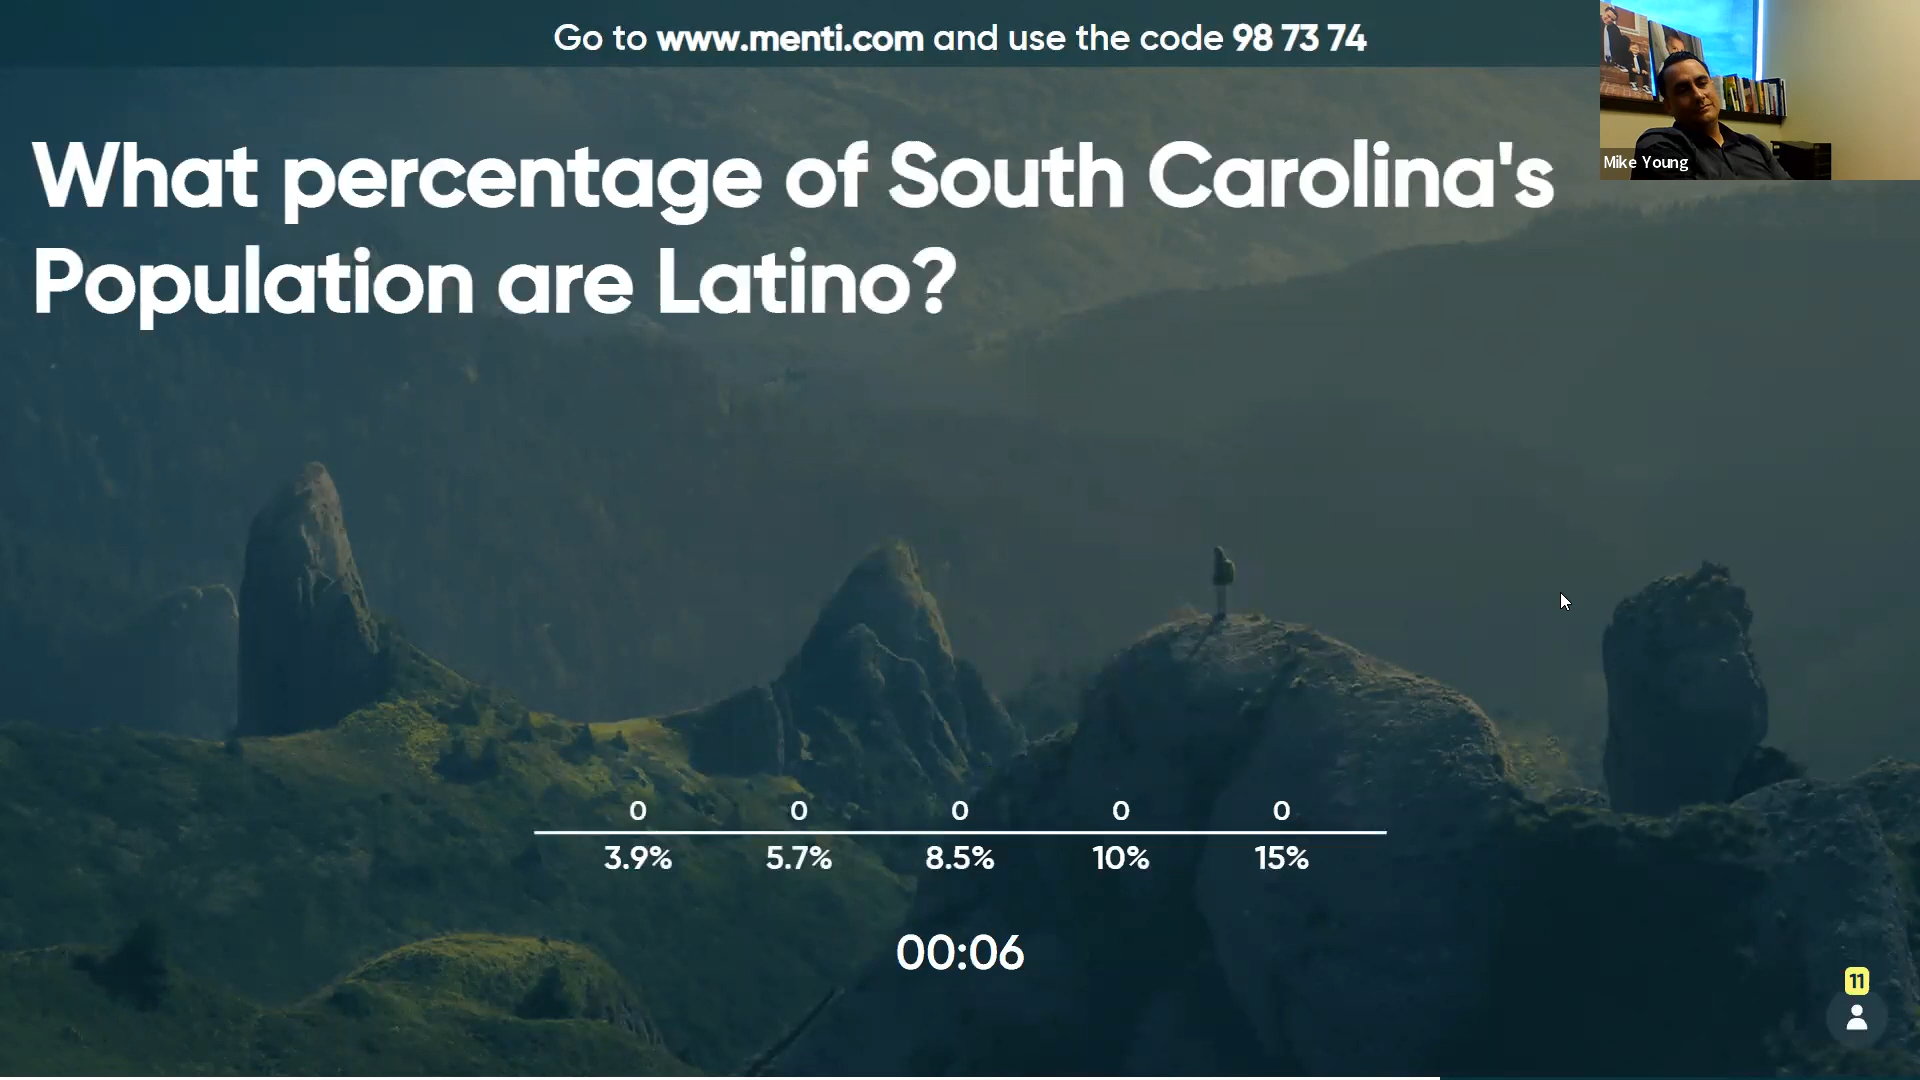 Go to www.menti.com and use the code 98 73 74
What percentage of South Carolina's
Population are Latino?
Mike Young
0 0 0 0 0
3.9% 5.7% 8.5% 10% 15%
00:06
11